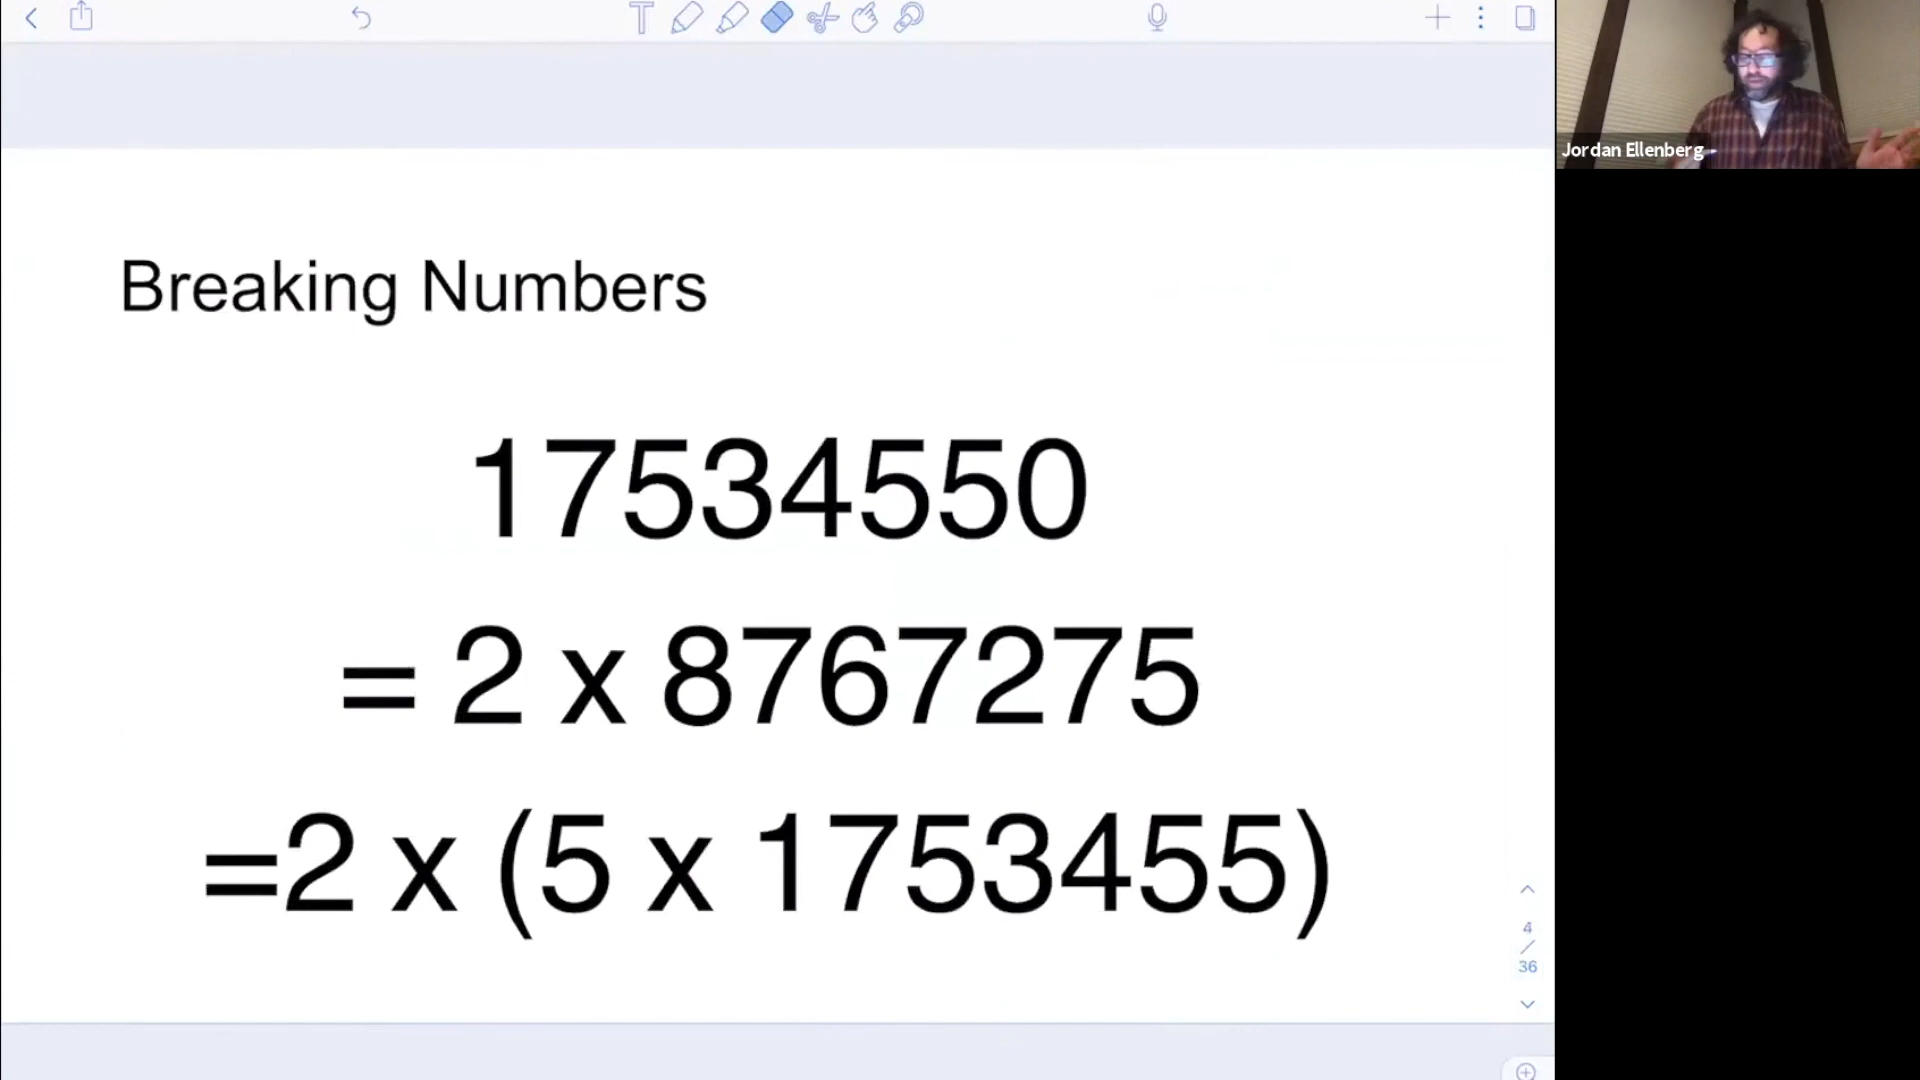 Jordan Ellenberg
Breaking Numbers
17534550
= 2 x 8767275
=2 x (5 x 1753455)
4
/
36